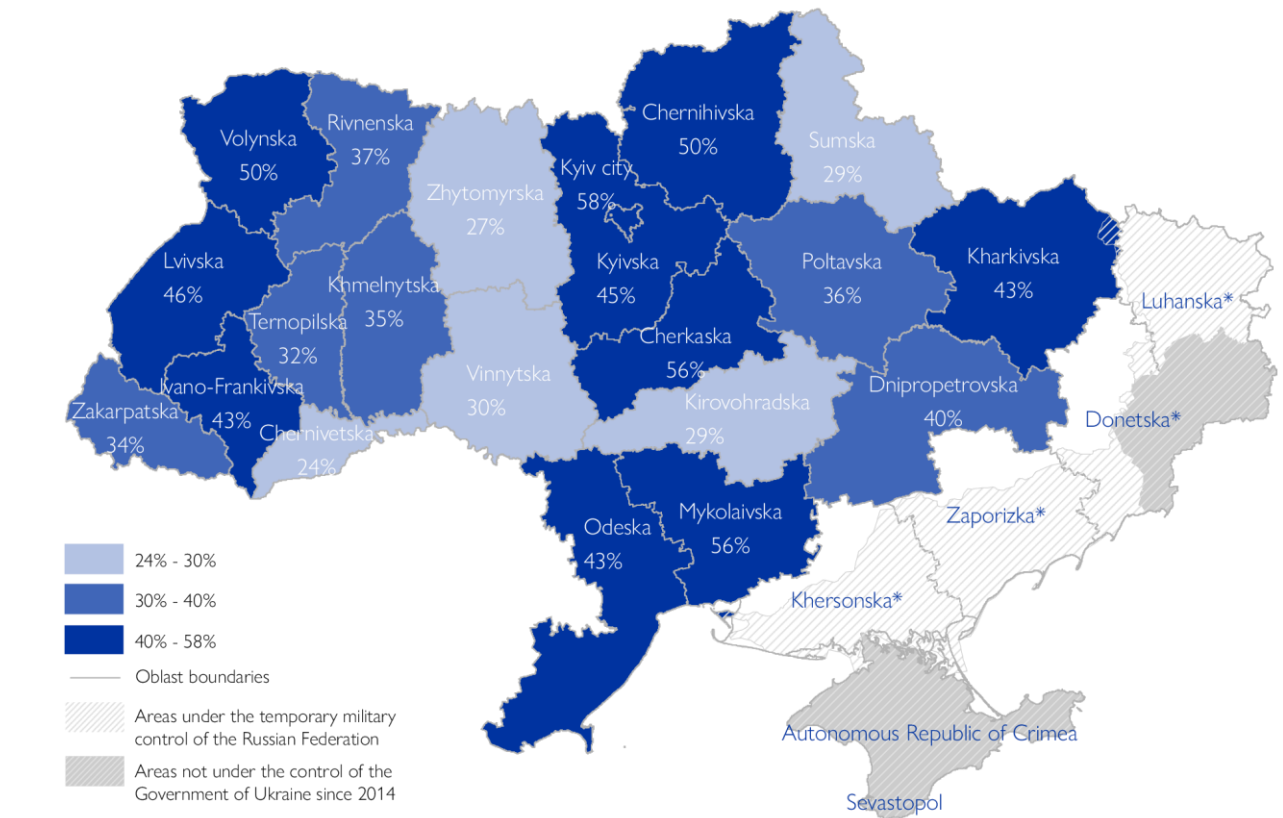 Chernihivska
50%
Rivnenska
37%
Volynska
50%
Sumska
29%
Kyiv city
58%
Zhytomyrska
27%
Lvivska
46%
Kyivska
45%
Poltavska
36%
Kharkivska
43%
Khmelnytska
35%
Luhanska*
Ternopilska
32%
Cherkaska
56%
Vinnytska
30%
Ivano-Frankivska
43%
Dnipropetrovska
40%
Kirovohradska
29%
Zakarpatska
34%
Donetska*
Chernivetska
24%
Mykolaivska
56%
Zaporizka*
Odeska
43%
Khersonska*
Autonomous Republic of Crimea
Sevastopol
24% - 30%
30% - 40%
40% - 58%
Oblast boundaries
Areas under the temporary military
control of the Russian Federation
Areas not under the control of the
Government of Ukraine since 2014